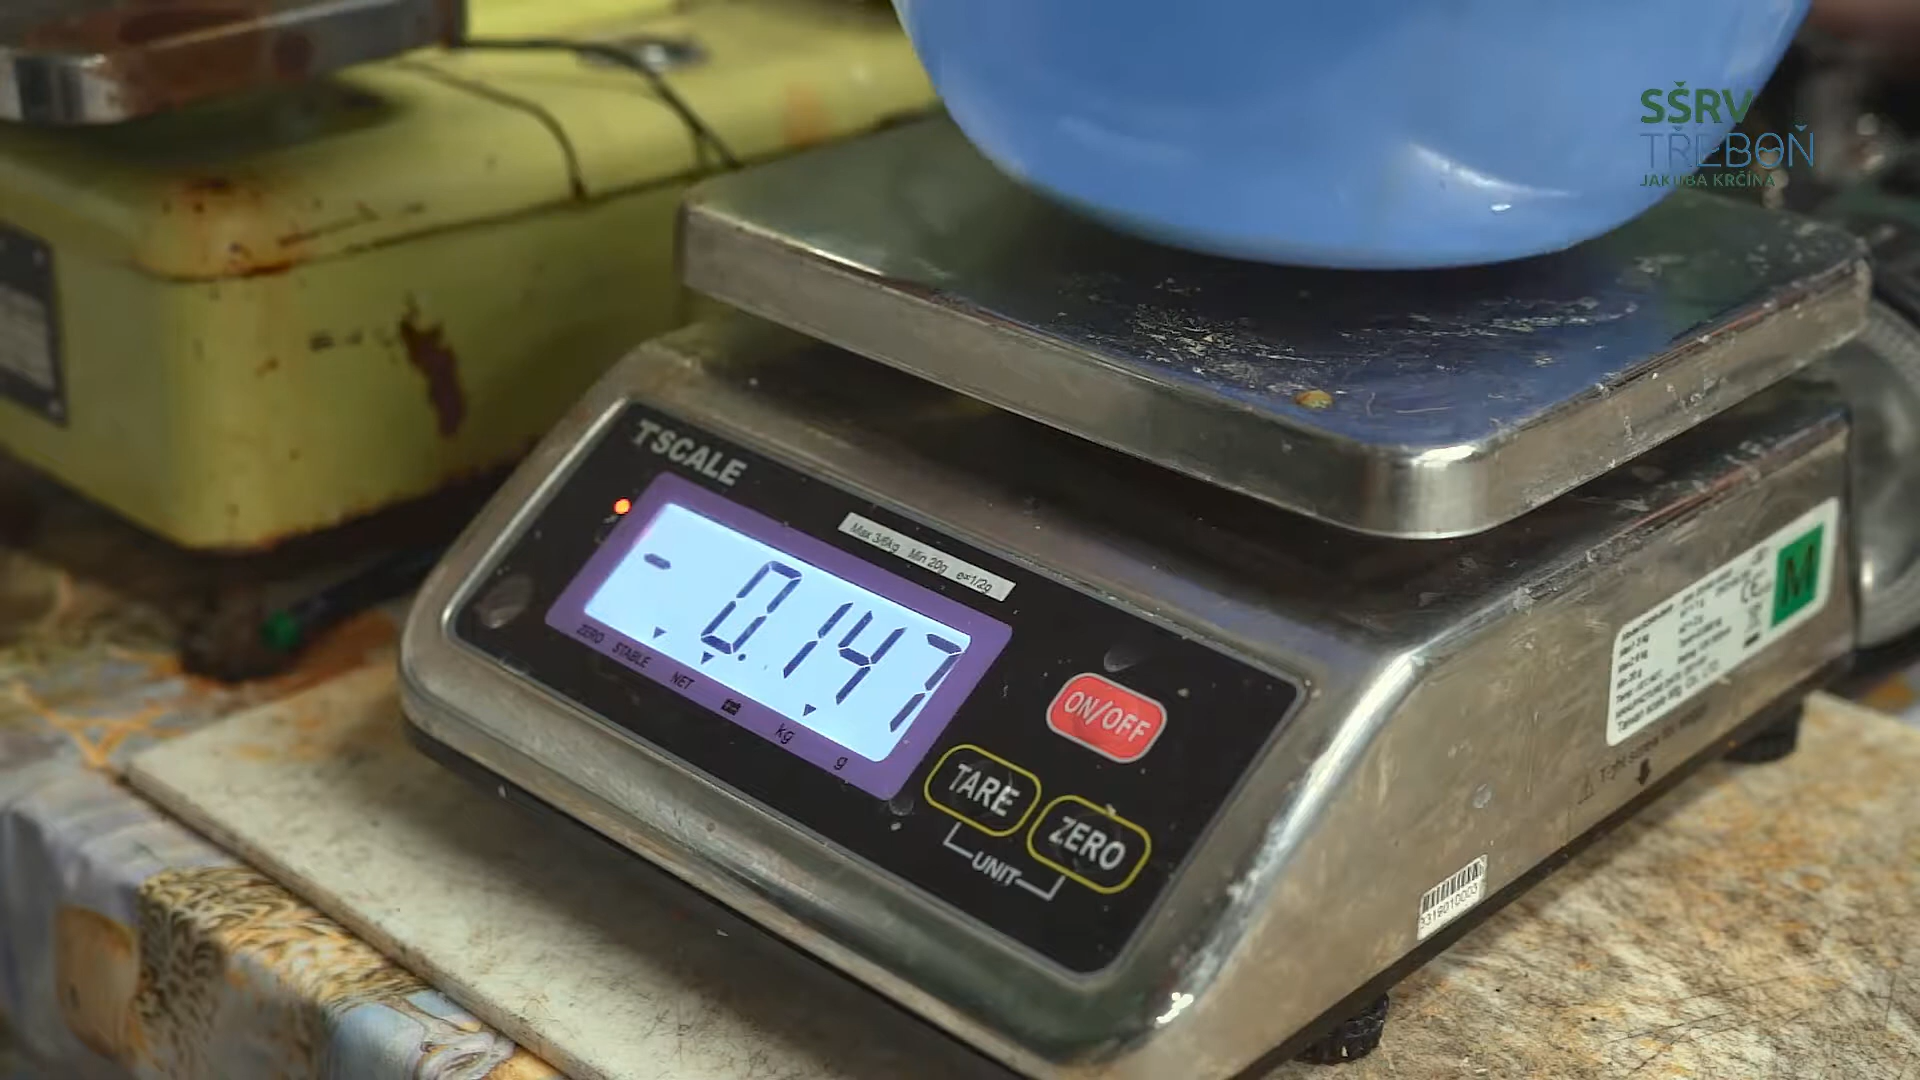 SŠRV
TŘEBOŇ
JAKUBA KRČÍNA
TSCALE
Max 3/6kg Min 20g e=1/2g
- 0.147
ZERO STABLE NET kg g
ON/OFF
TARE
ZERO
UNIT
M